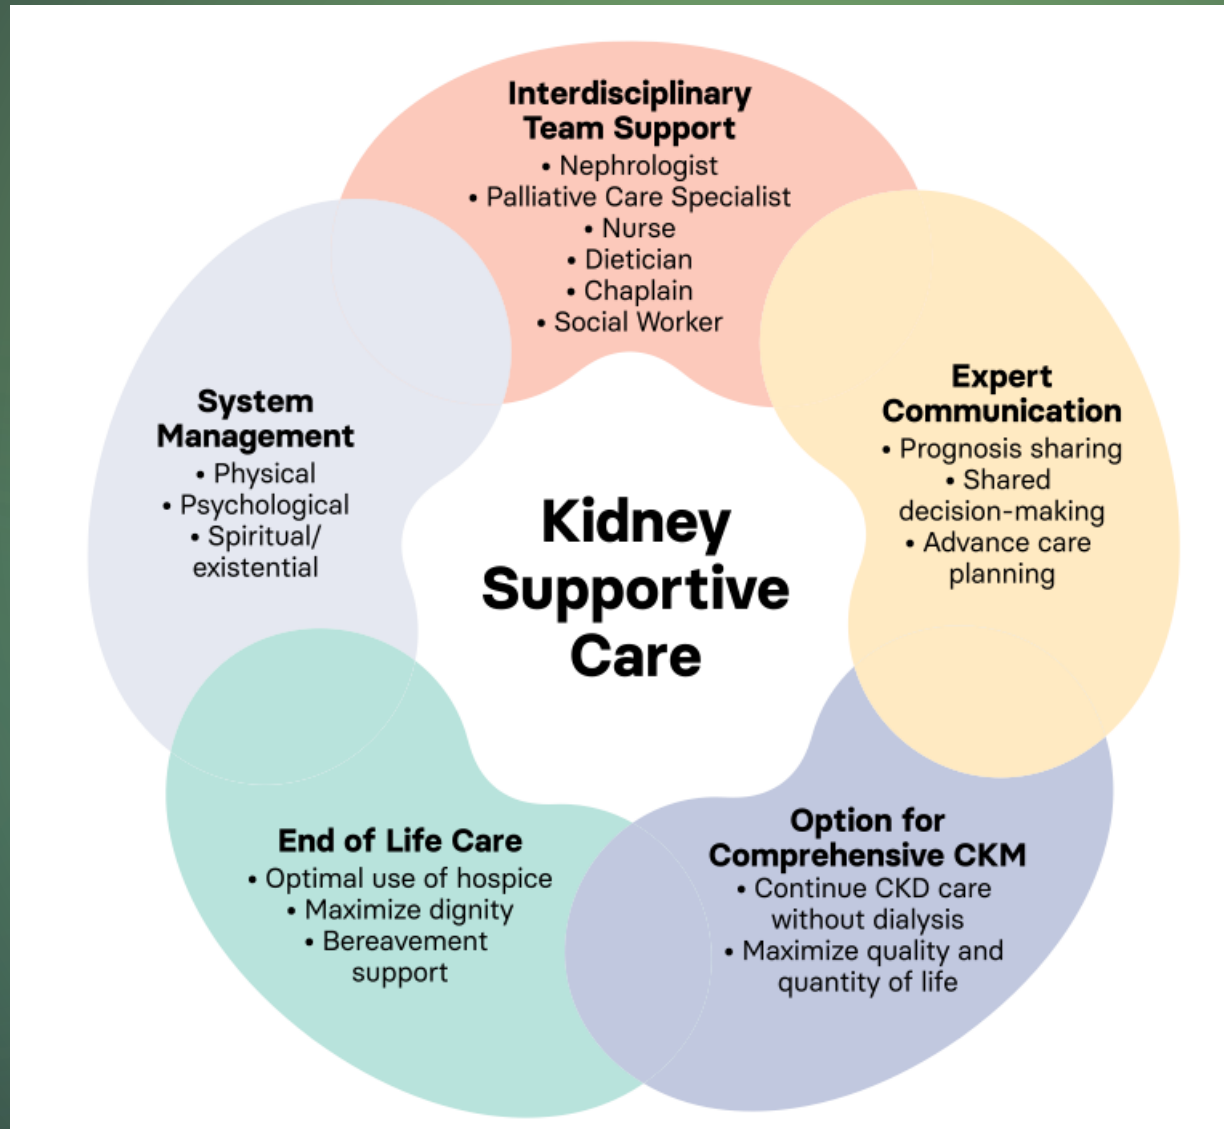 Interdisciplinary
Team Support
• Nephrologist
• Palliative Care Specialist
• Nurse
• Dietician
• Chaplain
• Social Worker
Expert
Communication
• Prognosis sharing
• Shared
decision-making
• Advance care
planning
System
Management
• Physical
• Psychological
• Spiritual/
existential
Kidney
Supportive
Care
End of Life Care
• Optimal use of hospice
• Maximize dignity
• Bereavement
support
Option for
Comprehensive CKM
• Continue CKD care
without dialysis
• Maximize quality and
quantity of life